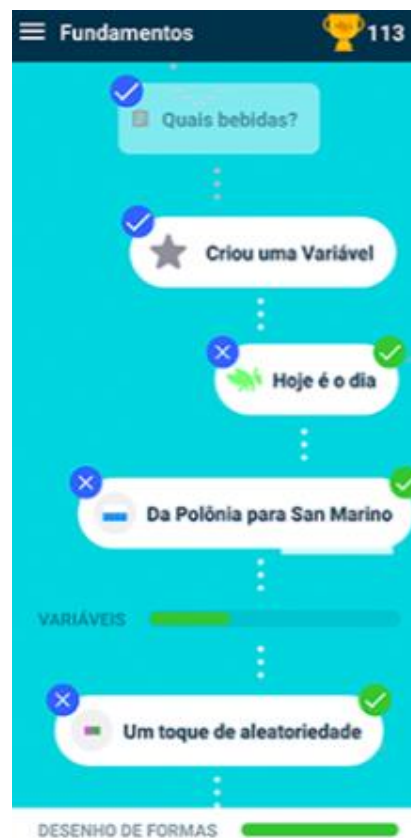 Fundamentos
113
Quais bebidas?
Criou uma Variável
Hoje é o dia
Da Polônia para San Marino
VARIÁVEIS
Um toque de aleatoriedade
DESENHO DE FORMAS